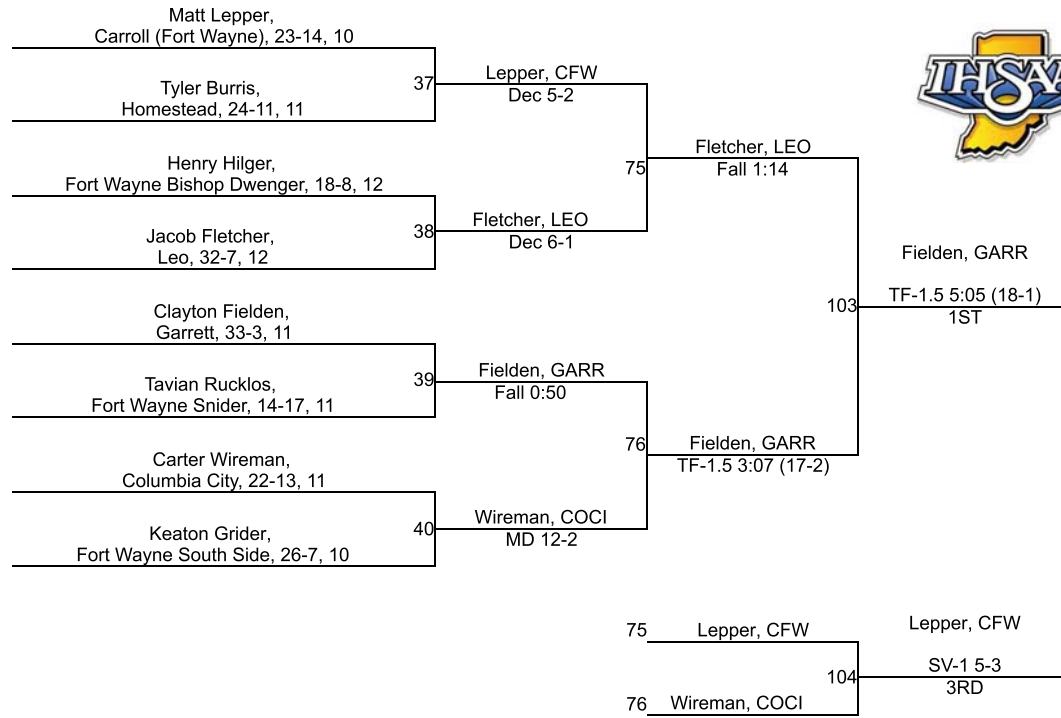 Matt Lepper,
Carroll (Fort Wayne), 23-14, 10
37
Tyler Burris,
Homestead, 24-11, 11
Lepper, CFW
Dec 5-2
Henry Hilger,
Fort Wayne Bishop Dwenger, 18-8, 12
38
Jacob Fletcher,
Leo, 32-7, 12
Fletcher, LEO
Dec 6-1
75
Fletcher, LEO
Fall 1:14
Clayton Fielden,
Garrett, 33-3, 11
39
Tavian Rucklos,
Fort Wayne Snider, 14-17, 11
Fielden, GARR
Fall 0:50
Carter Wireman,
Columbia City, 22-13, 11
40
Keaton Grider,
Fort Wayne South Side, 26-7, 10
Wireman, COCI
MD 12-2
76
Fielden, GARR
TF-1.5 3:07 (17-2)
IHSAA
103
Fielden, GARR
TF-1.5 5:05 (18-1)
1ST
75
Lepper, CFW
76
Wireman, COCI
104
Lepper, CFW
SV-1 5-3
3RD